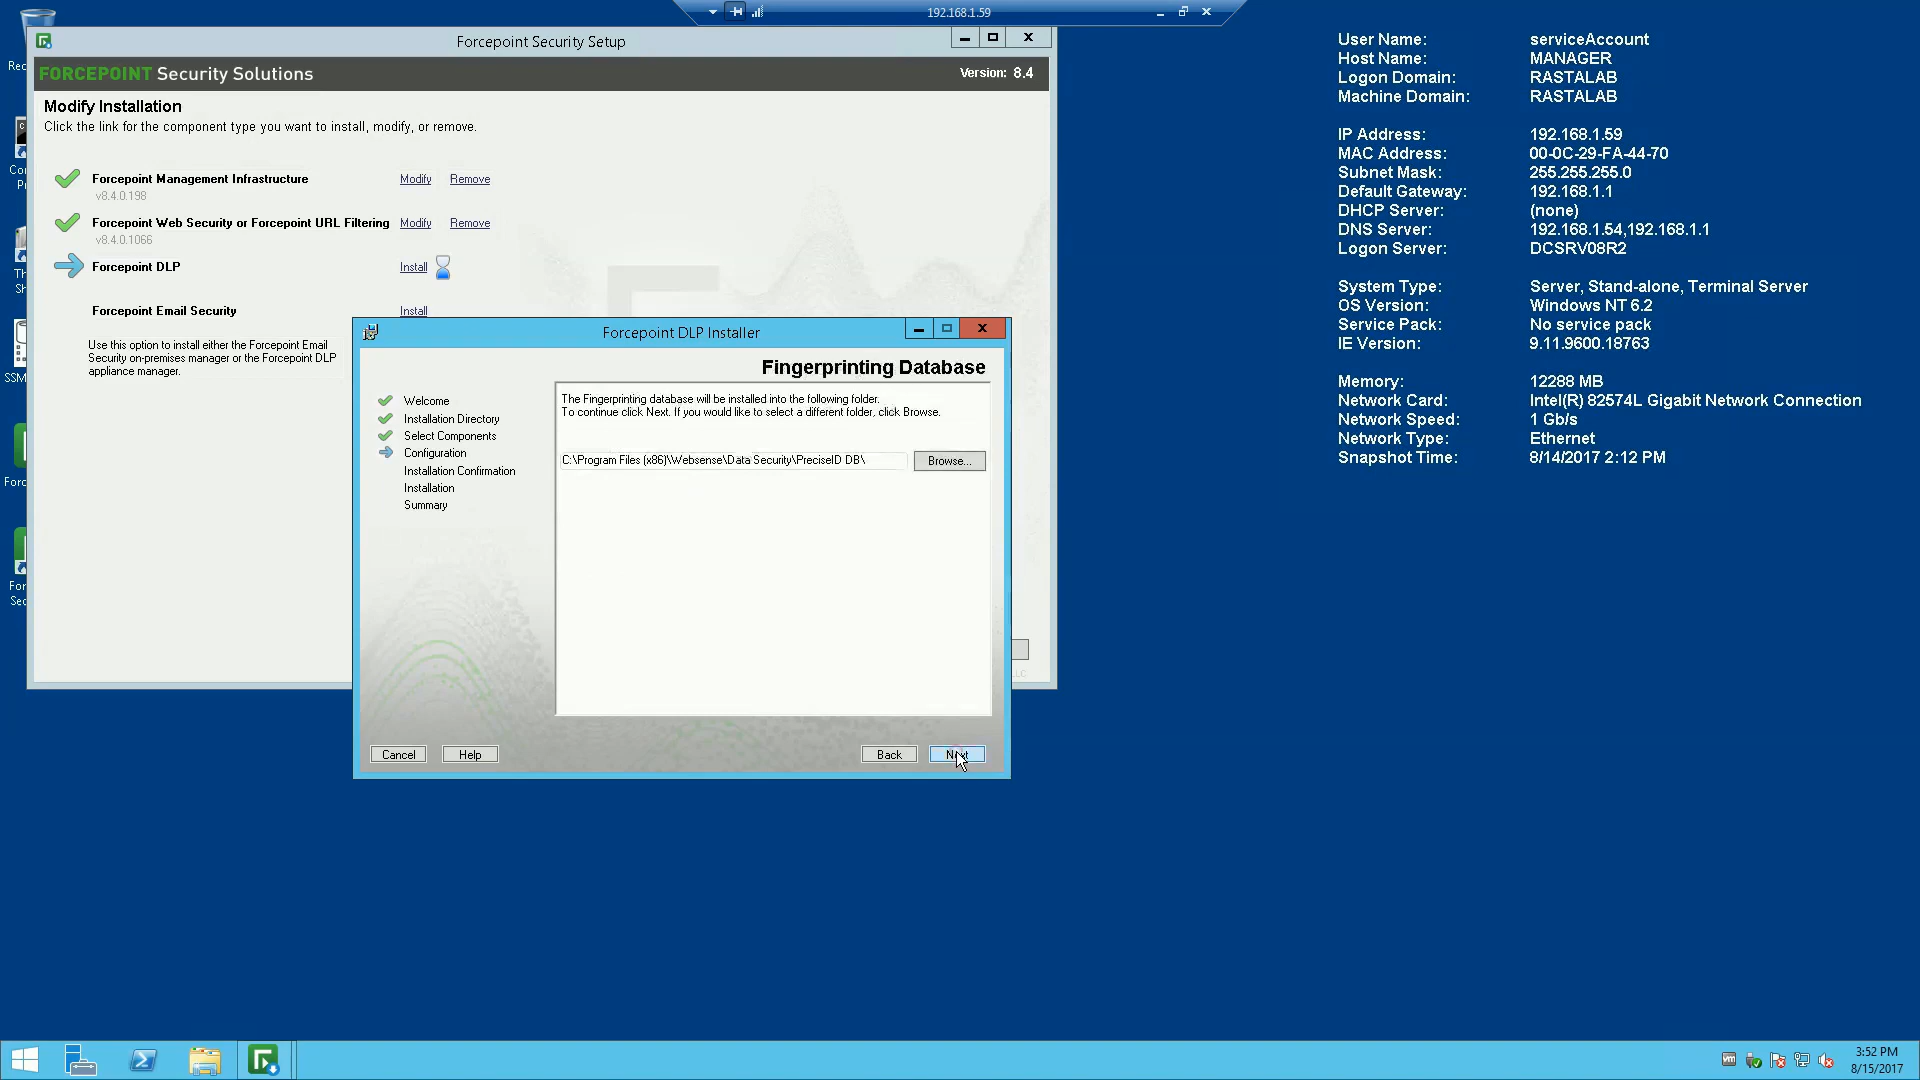 192.168.1.59
Forcepoint Security Setup
FORCEPOINT Security Solutions
Version: 8.4
Modify Installation
Click the link for the component type you want to install, modify, or remove.
Forcepoint Management Infrastructure Modify Remove
v8.4.0.198
Forcepoint Web Security or Forcepoint URL Filtering Modify Remove
v8.4.0.1066
Forcepoint DLP Install
Forcepoint Email Security Install
Use this option to install either the Forcepoint Email
Security on-premises manager or the Forcepoint DLP
appliance manager.
Forcepoint DLP Installer
Fingerprinting Database
Welcome
Installation Directory
Select Components
Configuration
Installation Confirmation
Installation
Summary
The Fingerprinting database will be installed into the following folder.
To continue click Next. If you would like to select a different folder, click Browse.
C:\Program Files (x86)\Websense\Data Security\PreciseID DB\ Browse...
Cancel Help Back Next
User Name: serviceAccount
Host Name: MANAGER
Logon Domain: RASTALAB
Machine Domain: RASTALAB
IP Address: 192.168.1.59
MAC Address: 00-0C-29-FA-44-70
Subnet Mask: 255.255.255.0
Default Gateway: 192.168.1.1
DHCP Server: (none)
DNS Server: 192.168.1.54,192.168.1.1
Logon Server: DCSRV08R2
System Type: Server, Stand-alone, Terminal Server
OS Version: Windows NT 6.2
Service Pack: No service pack
IE Version: 9.11.9600.18763
Memory: 12288 MB
Network Card: Intel(R) 82574L Gigabit Network Connection
Network Speed: 1 Gb/s
Network Type: Ethernet
Snapshot Time: 8/14/2017 2:12 PM
3:52 PM
8/15/2017